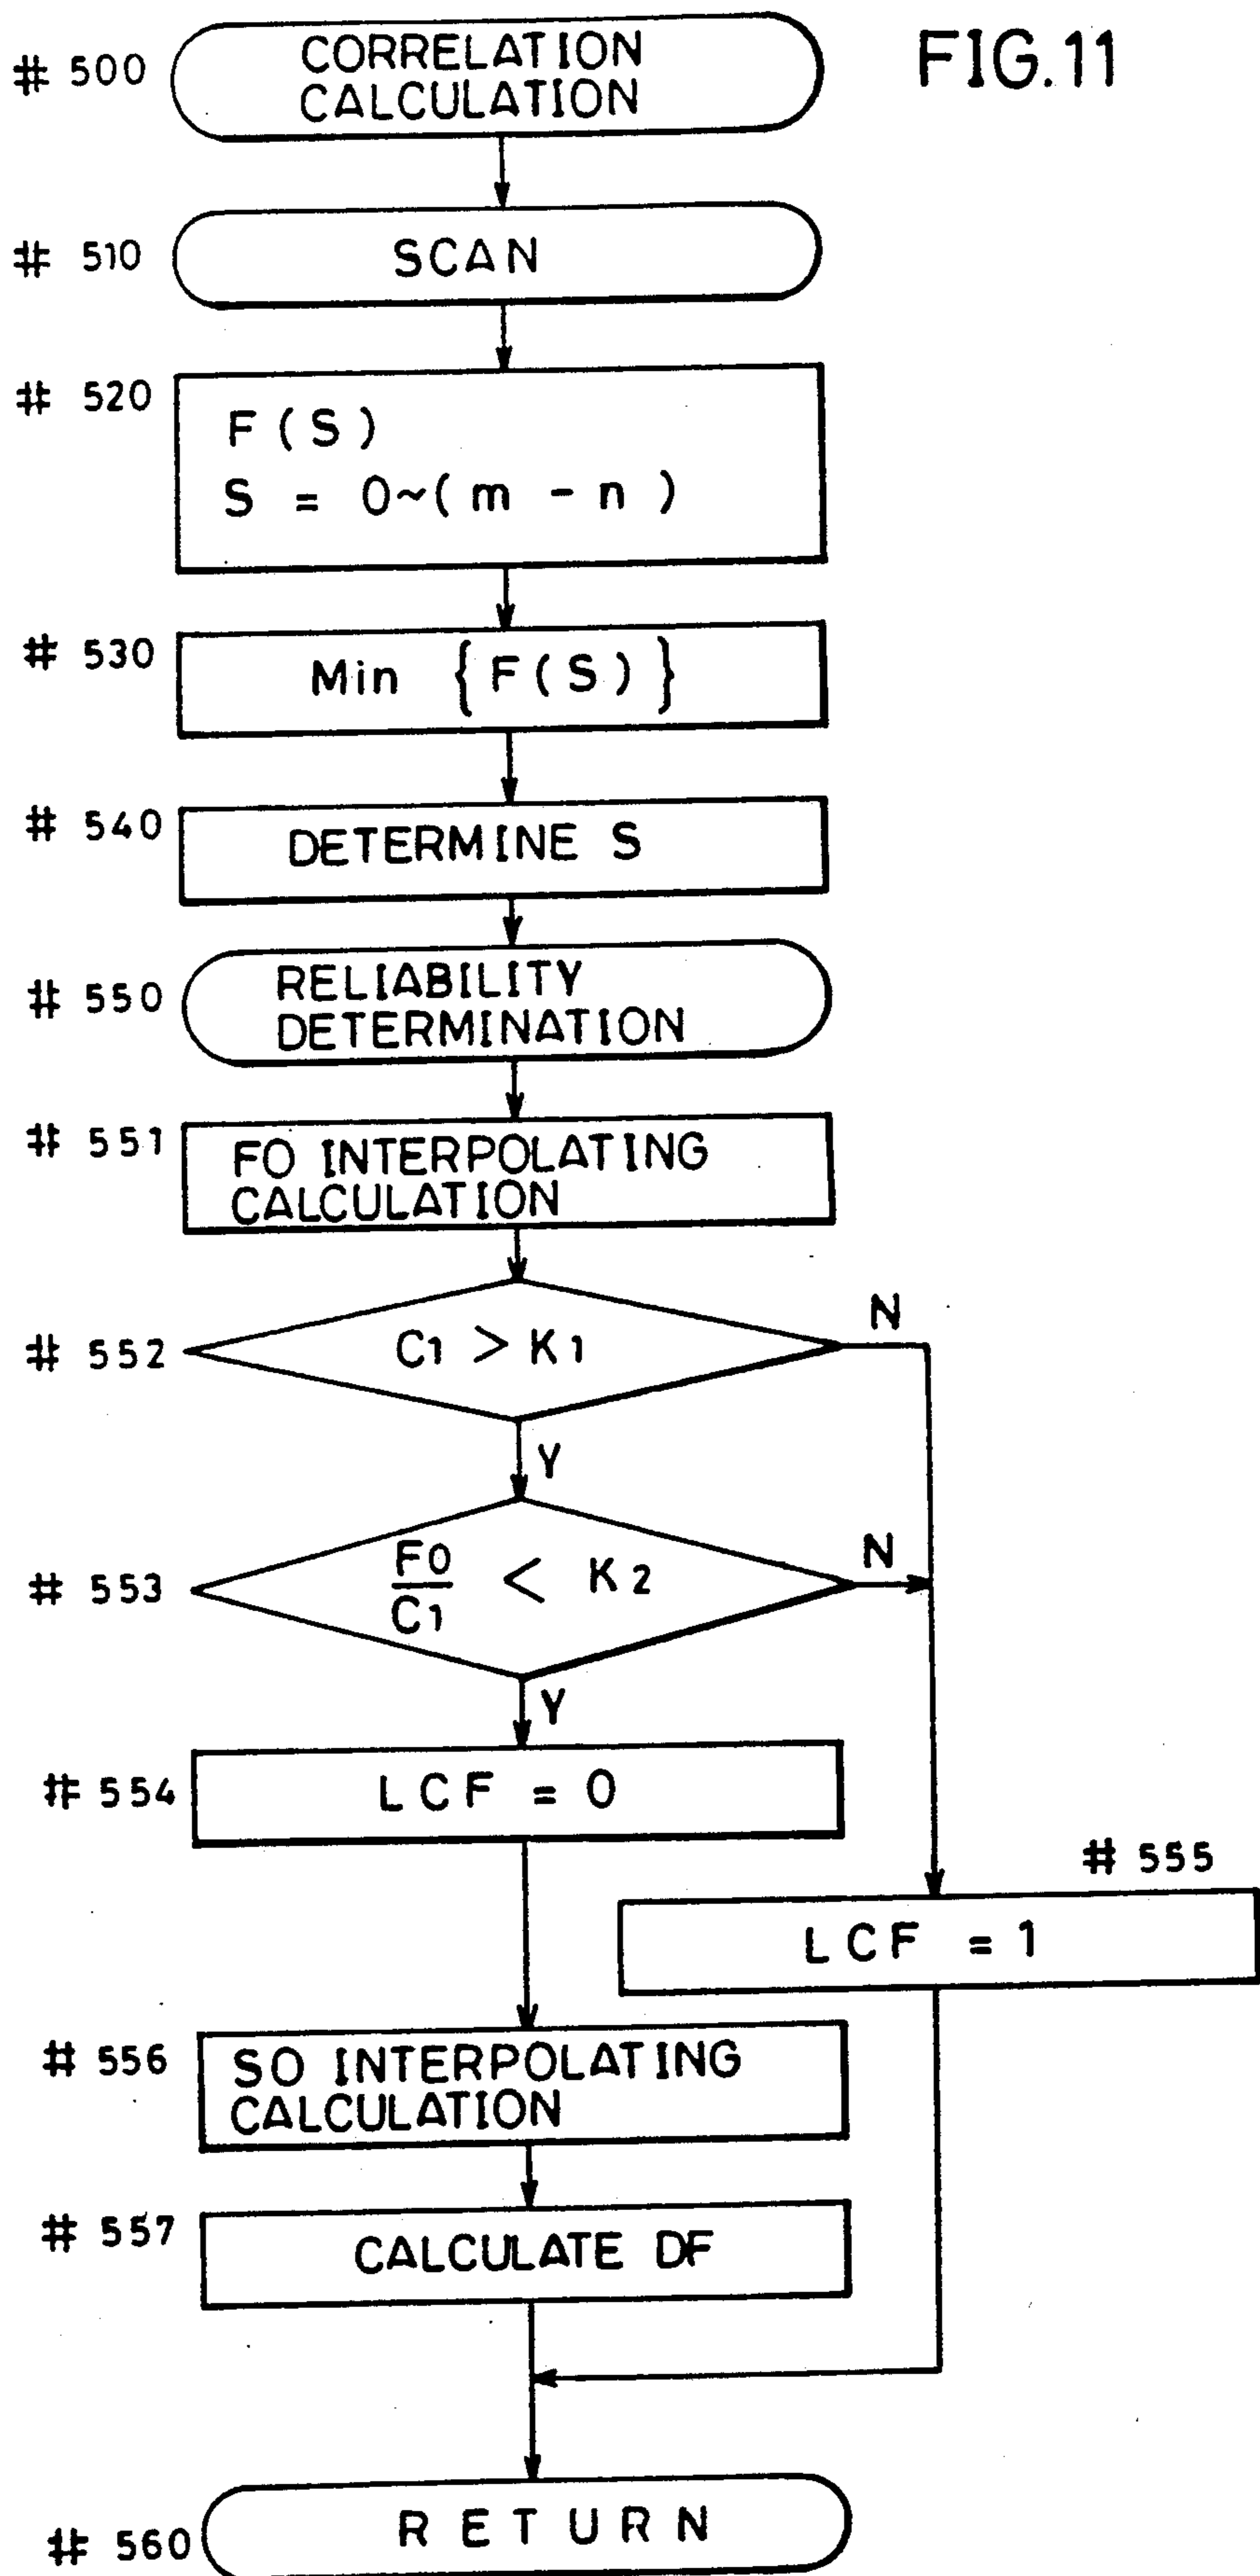 FIG.11
# 500
CORRELATION
CALCULATION
# 510
SCAN
# 520
F ( S )
S = 0~( m - n )
# 530
Min { F ( S ) }
# 540
DETERMINE S
# 550
RELIABILITY
DETERMINATION
# 551
F0 INTERPOLATING
CALCULATION
# 552
C1 > K1
N
Y
# 553
F0
C1
< K2
N
Y
# 554
LCF = 0
# 555
LCF = 1
# 556
S0 INTERPOLATING
CALCULATION
# 557
CALCULATE DF
# 560
RETURN